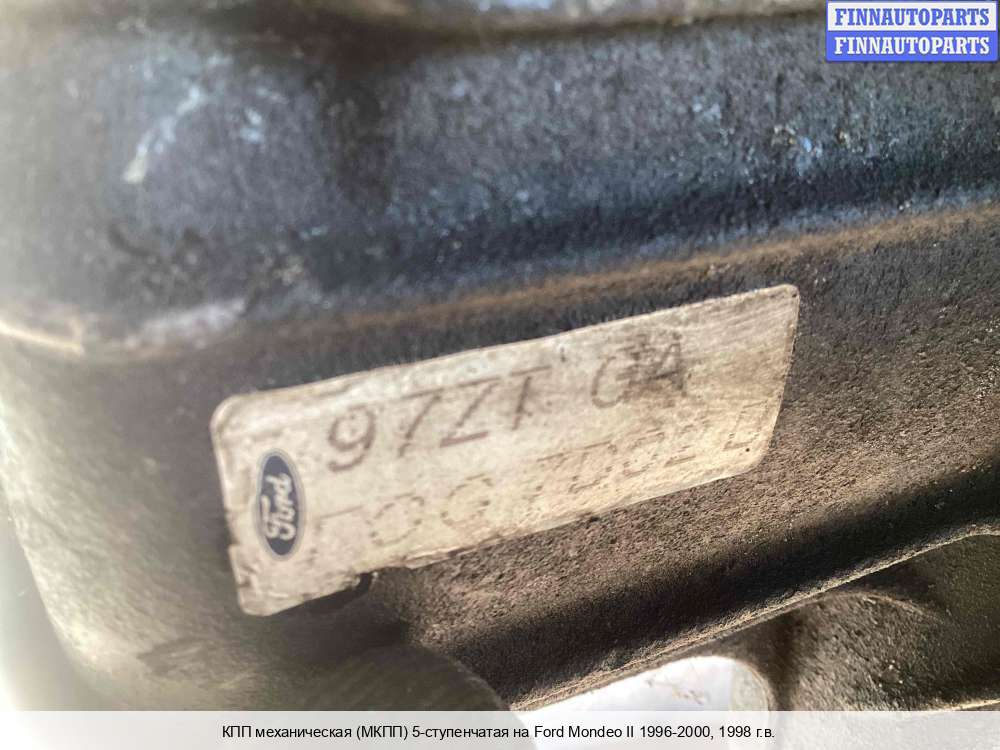 FINNAUTOPARTS
FINNAUTOPARTS
97ZT GA
Ford
КПП механическая (МКПП) 5-ступенчатая на Ford Mondeo II 1996-2000, 1998 г.в.